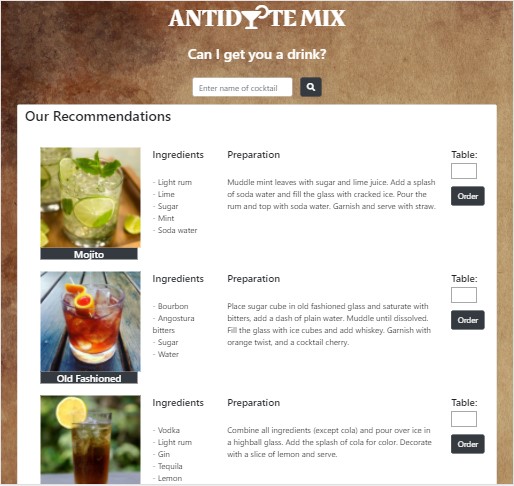 ANTIDOTE MIX
Can I get you a drink?
Enter name of cocktail
Our Recommendations
Ingredients
- Light rum
- Lime
- Sugar
- Mint
- Soda water
Preparation
Muddle mint leaves with sugar and lime juice. Add a splash
of soda water and fill the glass with cracked ice. Pour the
rum and top with soda water. Garnish and serve with straw.
Table:
Order
Mojito
Ingredients
- Bourbon
- Angostura
bitters
- Sugar
- Water
Preparation
Place sugar cube in old fashioned glass and saturate with
bitters, add a dash of plain water. Muddle until dissolved.
Fill the glass with ice cubes and add whiskey. Garnish with
orange twist, and a cocktail cherry.
Table:
Order
Old Fashioned
Ingredients
- Vodka
- Light rum
- Gin
- Tequila
- Lemon
Preparation
Combine all ingredients (except cola) and pour over ice in
a highball glass. Add the splash of cola for color. Decorate
with a slice of lemon and serve.
Table:
Order